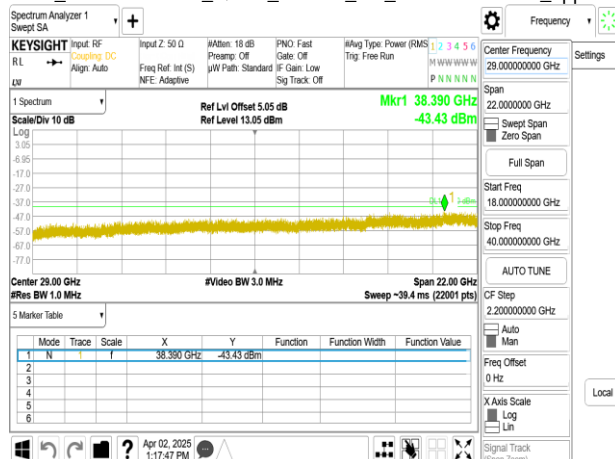 Spectrum Analyzer 1
Swept SA
Frequency
KEYSIGHT
RL
Input: RF
Coupling: DC
Align: Auto
Input Z: 50 Ω
Freq Ref: Int (S)
NFE: Adaptive
#Atten: 18 dB
Preamp: Off
µW Path: Standard
PNO: Fast
Gate: Off
IF Gain: Low
Sig Track: Off
#Avg Type: Power (RMS
Trig: Free Run
1 2 3 4 5 6
M W W W W W
P N N N N N
Center Frequency
29.000000000 GHz
Settings
Span
22.0000000 GHz
Swept Span
Zero Span
Full Span
Start Freq
18.000000000 GHz
Stop Freq
40.000000000 GHz
AUTO TUNE
CF Step
2.200000000 GHz
Auto
Man
Freq Offset
0 Hz
X Axis Scale
Log
Lin
Local
Signal Track
(Span Zoom)
1 Spectrum
Scale/Div 10 dB
Log
Ref Lvl Offset 5.05 dB
Ref Level 13.05 dBm
Mkr1 38.390 GHz
-43.43 dBm
3.05
-6.95
-17.0
-27.0
-37.0
-47.0
-57.0
-67.0
-77.0
1
Center 29.00 GHz
#Res BW 1.0 MHz
#Video BW 3.0 MHz
Span 22.00 GHz
Sweep ~39.4 ms (22001 pts)
5 Marker Table
Mode Trace Scale X Y Function Function Width Function Value
1 N 1 f 38.390 GHz -43.43 dBm
2
3
4
5
6
?
Apr 02, 2025
1:17:47 PM